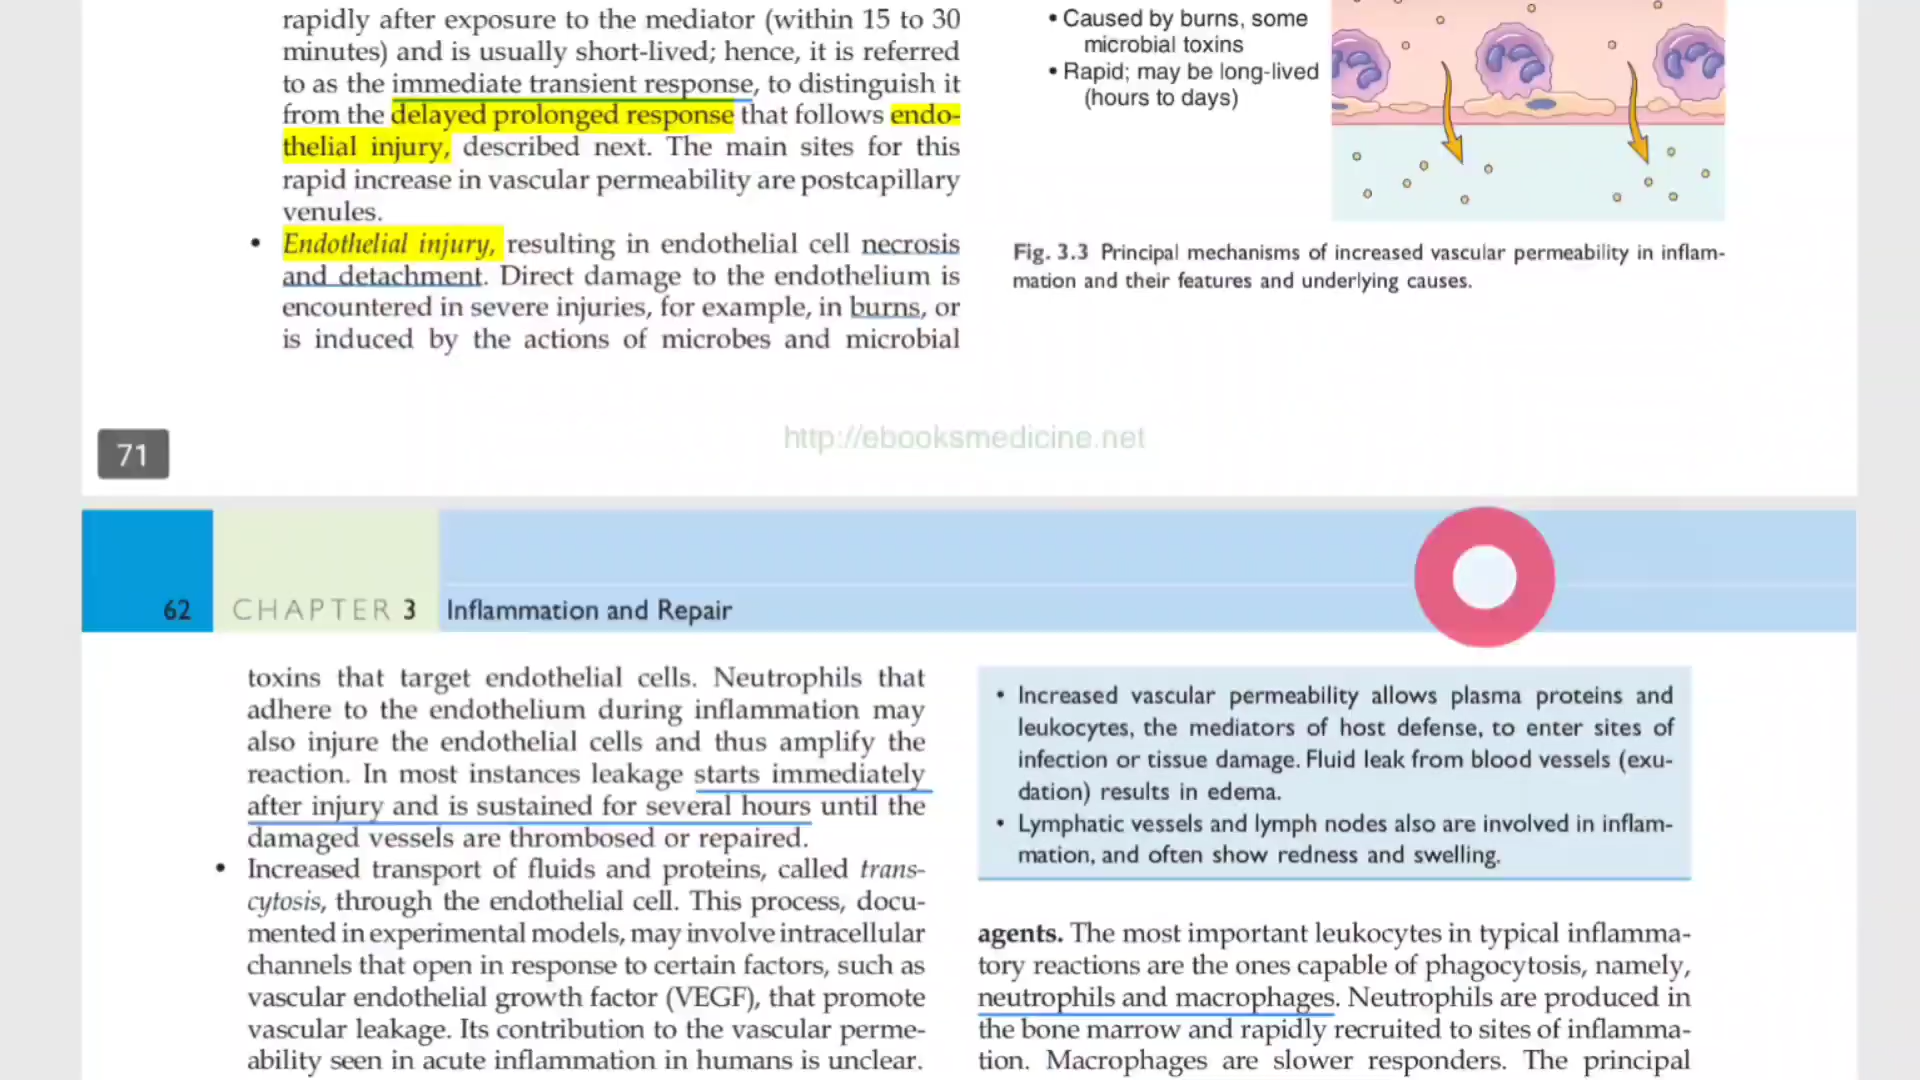 rapidly after exposure to the mediator (within 15 to 30
minutes) and is usually short-lived; hence, it is referred
to as the immediate transient response, to distinguish it
from the delayed prolonged response that follows endo-
thelial injury, described next. The main sites for this
rapid increase in vascular permeability are postcapillary
venules.
• Endothelial injury, resulting in endothelial cell necrosis
and detachment. Direct damage to the endothelium is
encountered in severe injuries, for example, in burns, or
is induced by the actions of microbes and microbial
• Caused by burns, some
microbial toxins
• Rapid; may be long-lived
(hours to days)
Fig. 3.3 Principal mechanisms of increased vascular permeability in inflam-
mation and their features and underlying causes.
http://ebooksmedicine.net
71
62 CHAPTER 3 Inflammation and Repair
toxins that target endothelial cells. Neutrophils that
adhere to the endothelium during inflammation may
also injure the endothelial cells and thus amplify the
reaction. In most instances leakage starts immediately
after injury and is sustained for several hours until the
damaged vessels are thrombosed or repaired.
• Increased transport of fluids and proteins, called trans-
cytosis, through the endothelial cell. This process, docu-
mented in experimental models, may involve intracellular
channels that open in response to certain factors, such as
vascular endothelial growth factor (VEGF), that promote
vascular leakage. Its contribution to the vascular perme-
ability seen in acute inflammation in humans is unclear.
• Increased vascular permeability allows plasma proteins and
leukocytes, the mediators of host defense, to enter sites of
infection or tissue damage. Fluid leak from blood vessels (exu-
dation) results in edema.
• Lymphatic vessels and lymph nodes also are involved in inflam-
mation, and often show redness and swelling.
agents. The most important leukocytes in typical inflamma-
tory reactions are the ones capable of phagocytosis, namely,
neutrophils and macrophages. Neutrophils are produced in
the bone marrow and rapidly recruited to sites of inflamma-
tion. Macrophages are slower responders. The principal